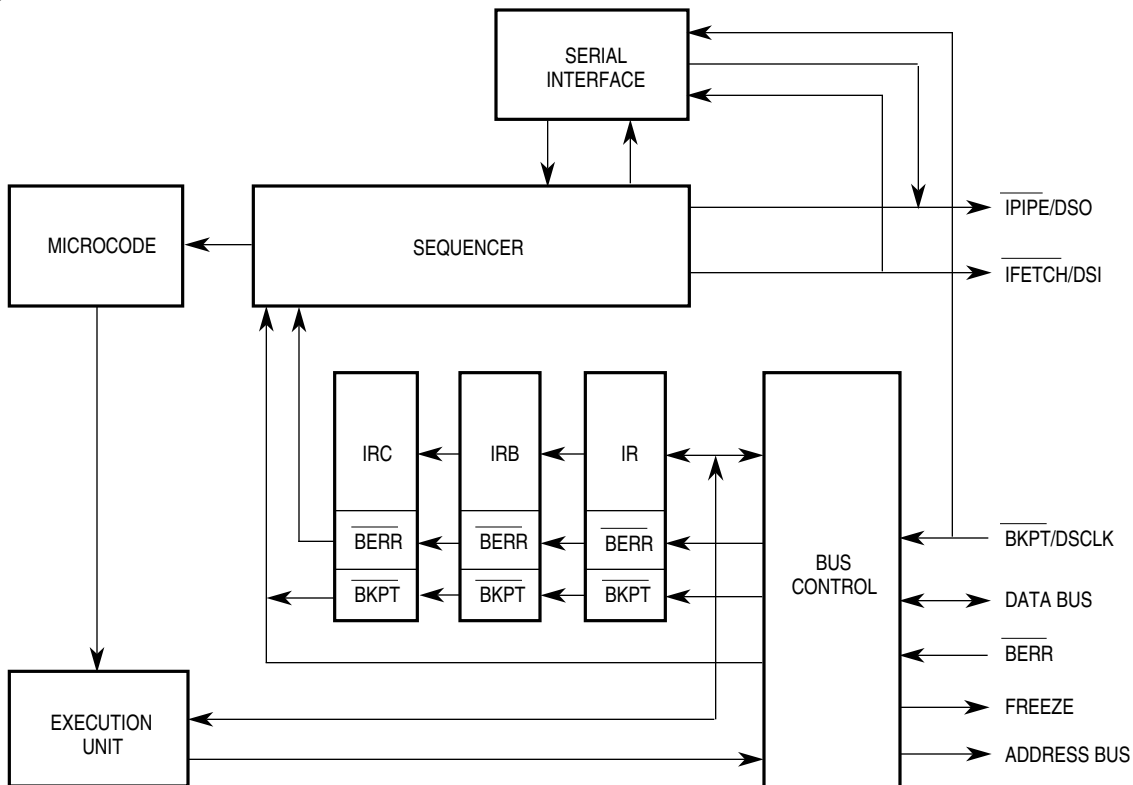 SERIAL
INTERFACE
MICROCODE
SEQUENCER
IPIPE/DSO
IFETCH/DSI
IRC
IRB
IR
BERR
BERR
BERR
BKPT
BKPT
BKPT
BUS
CONTROL
BKPT/DSCLK
DATA BUS
BERR
FREEZE
ADDRESS BUS
EXECUTION
UNIT